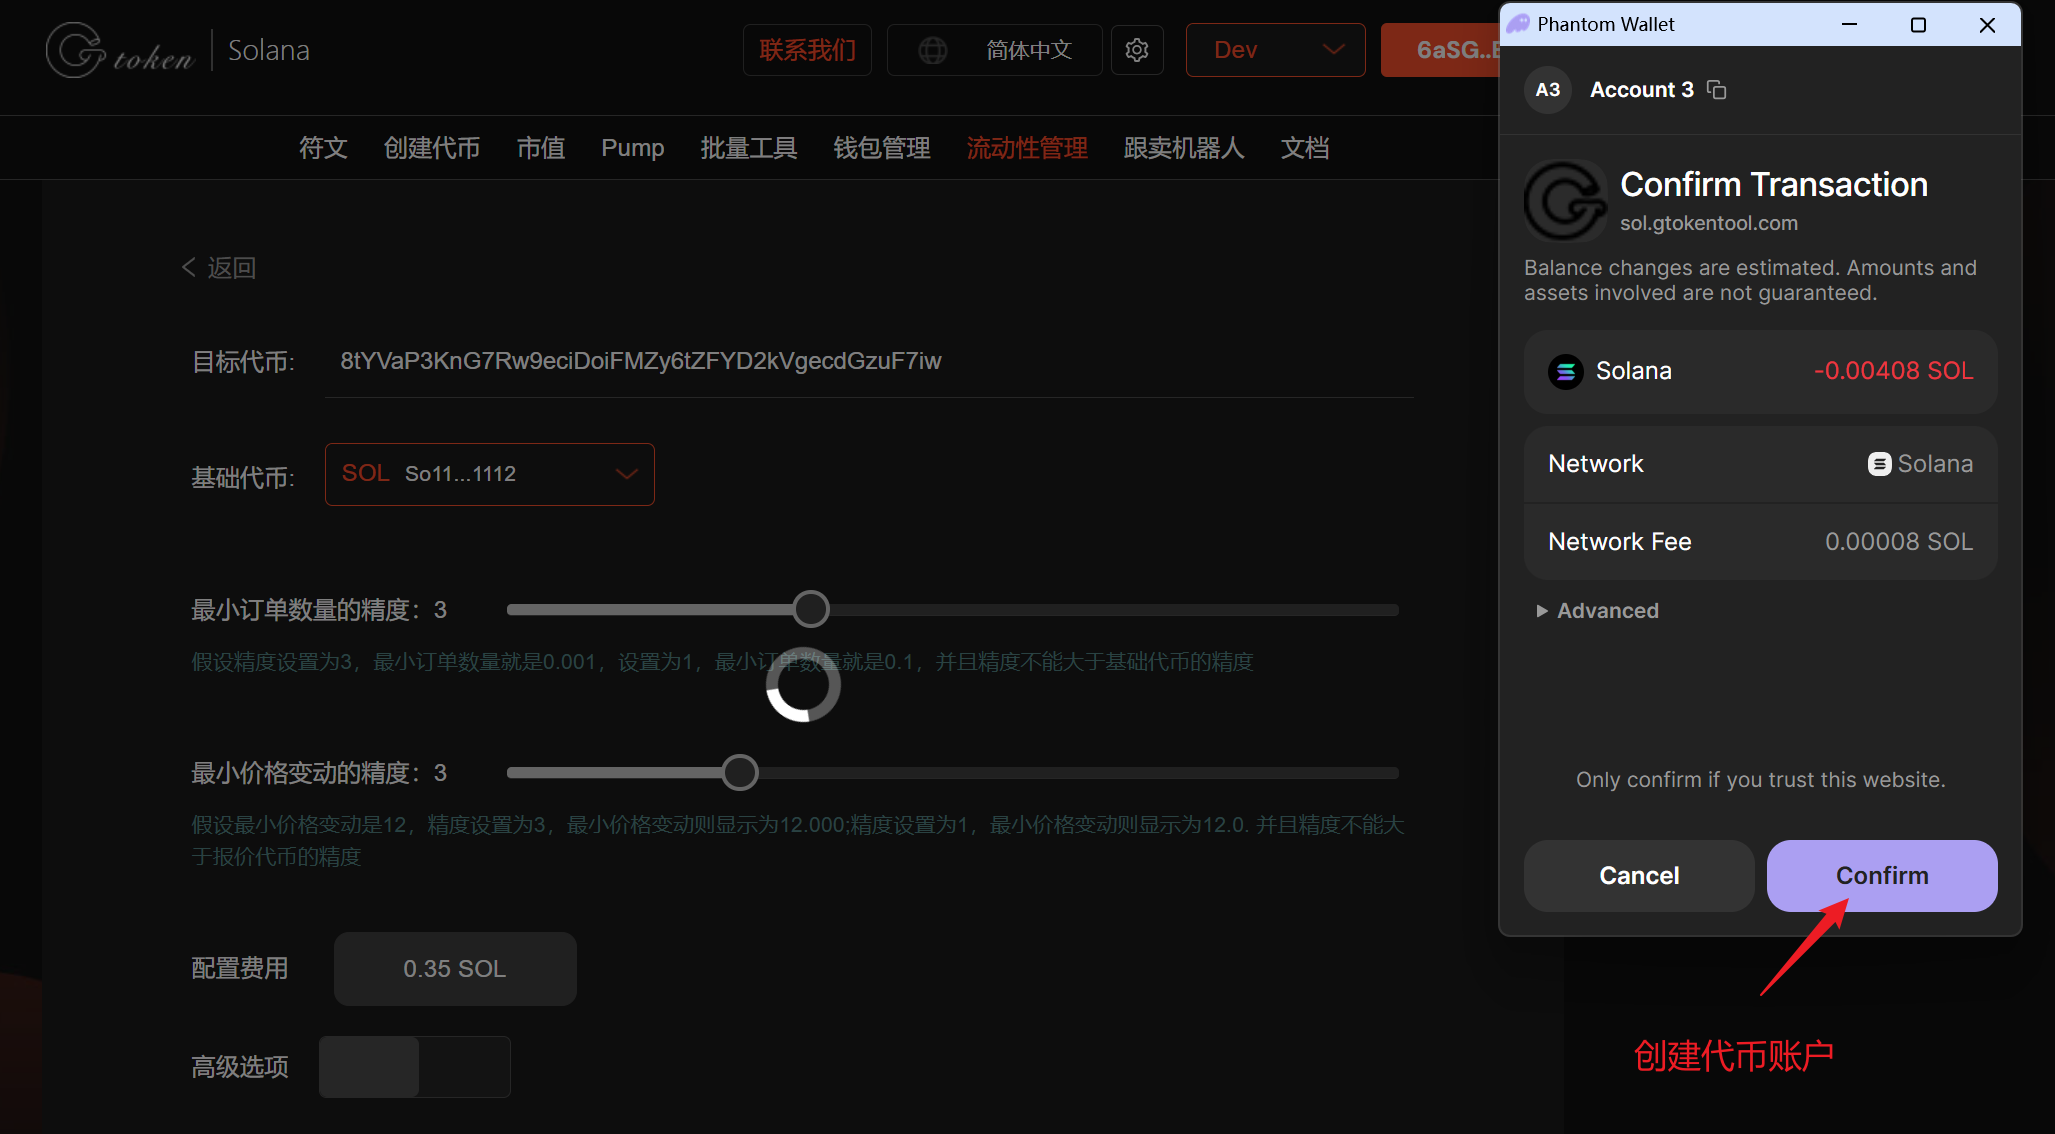 Gtoken
Solana
联系我们
简体中文
Dev
6aSG..
符文
创建代币
市值
Pump
批量工具
钱包管理
流动性管理
跟卖机器人
文档
返回
目标代币:
8tYVaP3KnG7Rw9eciDoiFMZy6tZFYD2kVgecdGzuF7iw
基础代币:
SOL So11...1112
最小订单数量的精度：3
假设精度设置为3，最小订单数量就是0.001，设置为1，最小订单数量就是0.1，并且精度不能大于基础代币的精度
最小价格变动的精度：3
假设最小价格变动是12，精度设置为3，最小价格变动则显示为12.000;精度设置为1，最小价格变动则显示为12.0. 并且精度不能大
于报价代币的精度
配置费用
0.35 SOL
高级选项
Phantom Wallet
A3
Account 3
Confirm Transaction
sol.gtokentool.com
Balance changes are estimated. Amounts and
assets involved are not guaranteed.
Solana
-0.00408 SOL
Network
Solana
Network Fee
0.00008 SOL
Advanced
Only confirm if you trust this website.
Cancel
Confirm
创建代币账户